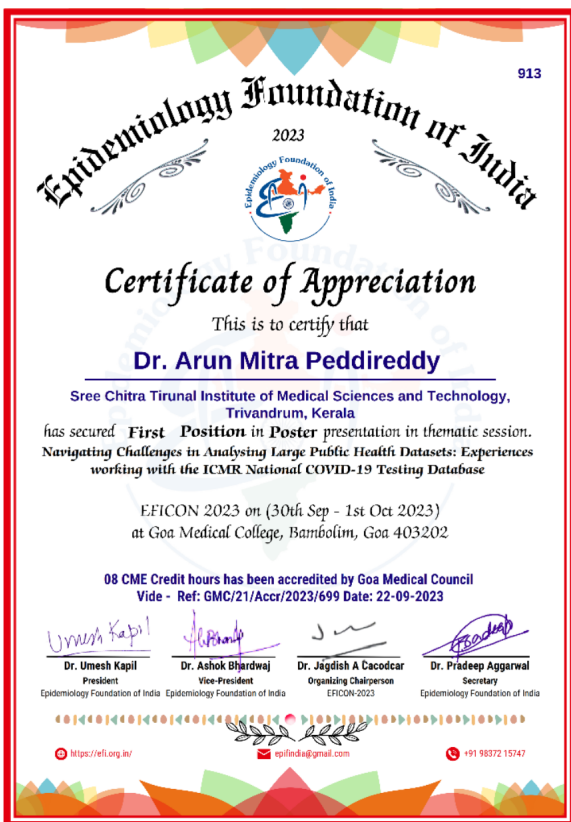 913
Epidemiology Foundation of India
2023
Epidemiology Foundation of India
Certificate of Appreciation
This is to certify that
Dr. Arun Mitra Peddireddy
Sree Chitra Tirunal Institute of Medical Sciences and Technology,
Trivandrum, Kerala
has secured First Position in Poster presentation in thematic session.
Navigating Challenges in Analysing Large Public Health Datasets: Experiences
working with the ICMR National COVID-19 Testing Database
EFICON 2023 on (30th Sep - 1st Oct 2023)
at Goa Medical College, Bambolim, Goa 403202
08 CME Credit hours has been accredited by Goa Medical Council
Vide - Ref: GMC/21/Accr/2023/699 Date: 22-09-2023
Umesh Kapil
Dr. Umesh Kapil Dr. Ashok Bhardwaj Dr. Jagdish A Cacodcar Dr. Pradeep Aggarwal
President Vice-President Organizing Chairperson Secretary
Epidemiology Foundation of India Epidemiology Foundation of India EFICON-2023 Epidemiology Foundation of India
https://efi.org.in/ epifindia@gmail.com +91 98372 15747